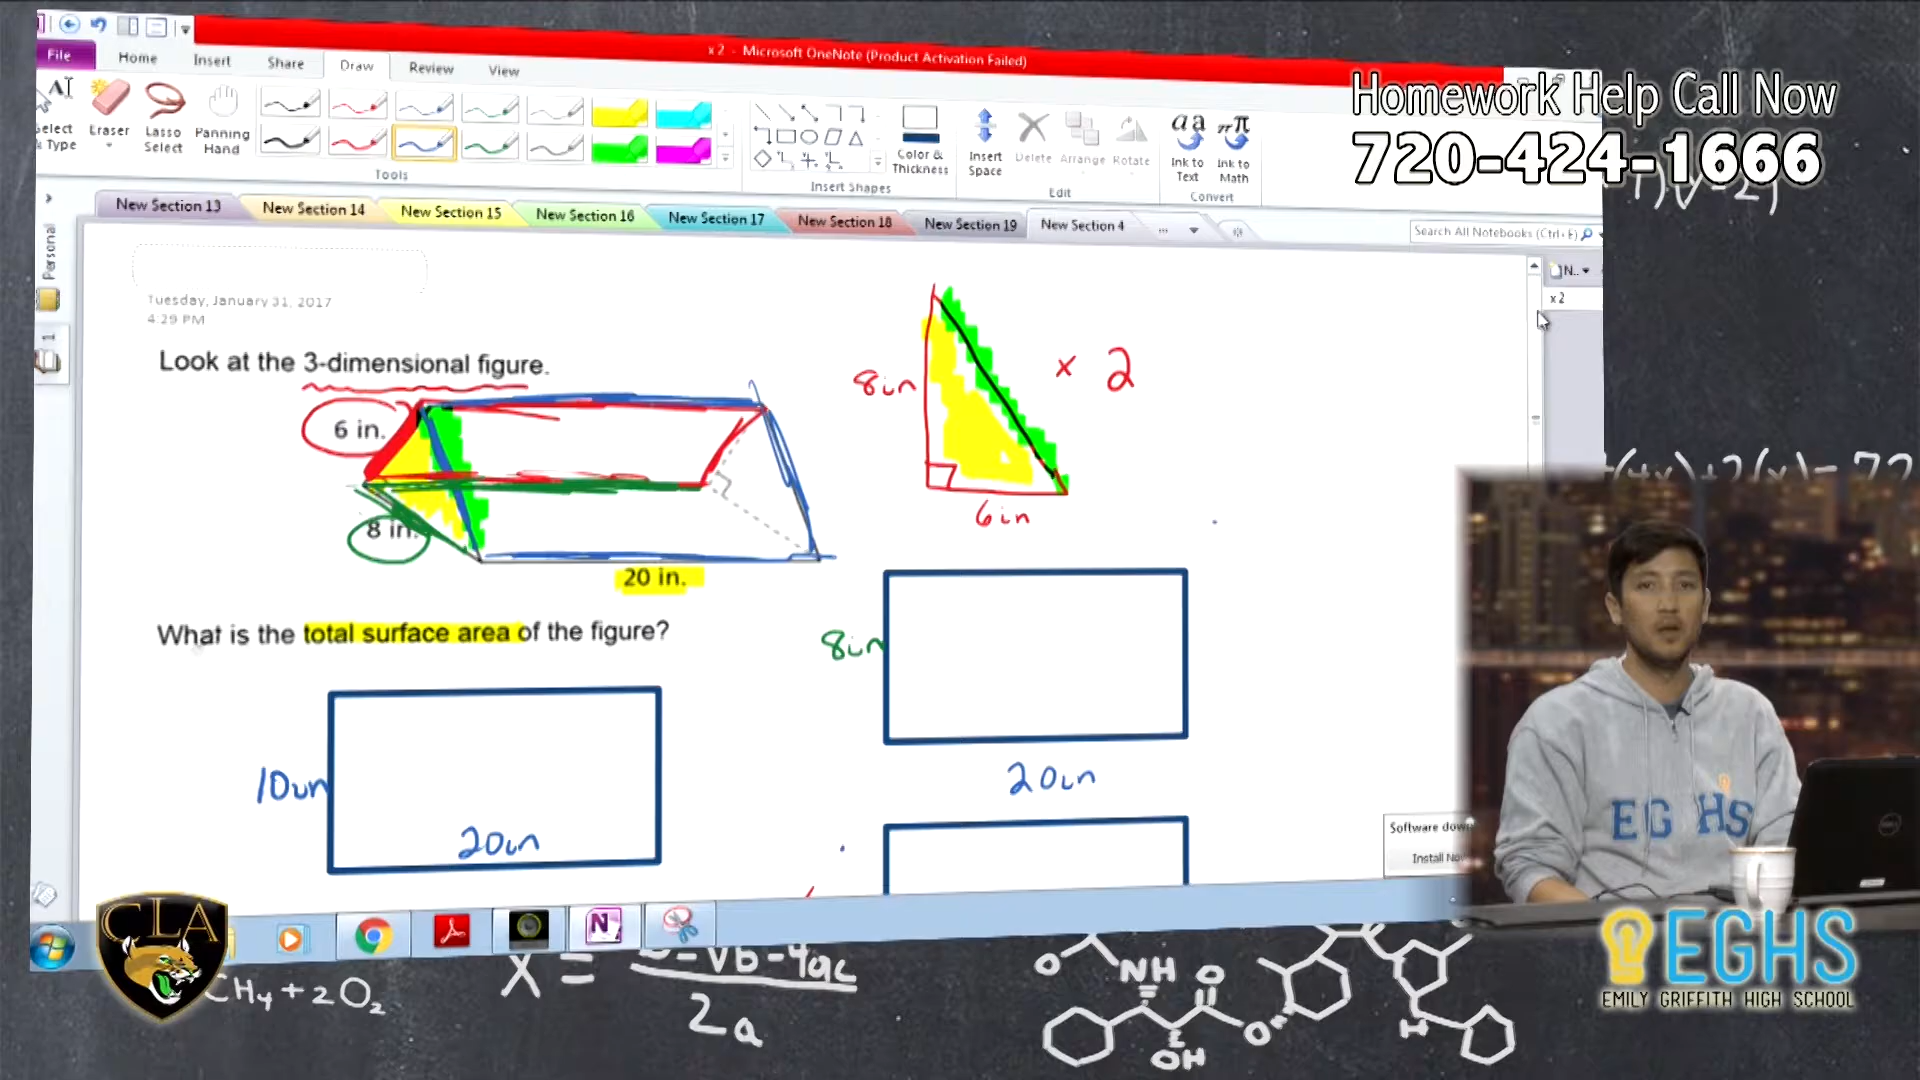 x 2 - Microsoft OneNote (Product Activation Failed)
File Home Insert Share Draw Review View
Homework Help Call Now
720-424-1666
Select & Type
Eraser
Lasso Select
Panning Hand
Color & Thickness
Insert Space
Delete
Arrange
Rotate
Ink to Text
Ink to Math
Tools
Insert Shapes
Edit
Convert
New Section 13 New Section 14 New Section 15 New Section 16 New Section 17 New Section 18 New Section 19 New Section 4
Search All Notebooks (Ctrl+E)
Personal
N..
x 2
Tuesday, January 31, 2017
4:29 PM
Look at the 3-dimensional figure.
6 in.
8 in.
20 in.
8in
x 2
6in
What is the total surface area of the figure?
8in
20in
10in
20in
Install Now
EGHS
CLA
CH4 + 2O2
X =
2a
O NH O
O
OH
H
EGHS
EMILY GRIFFITH HIGH SCHOOL